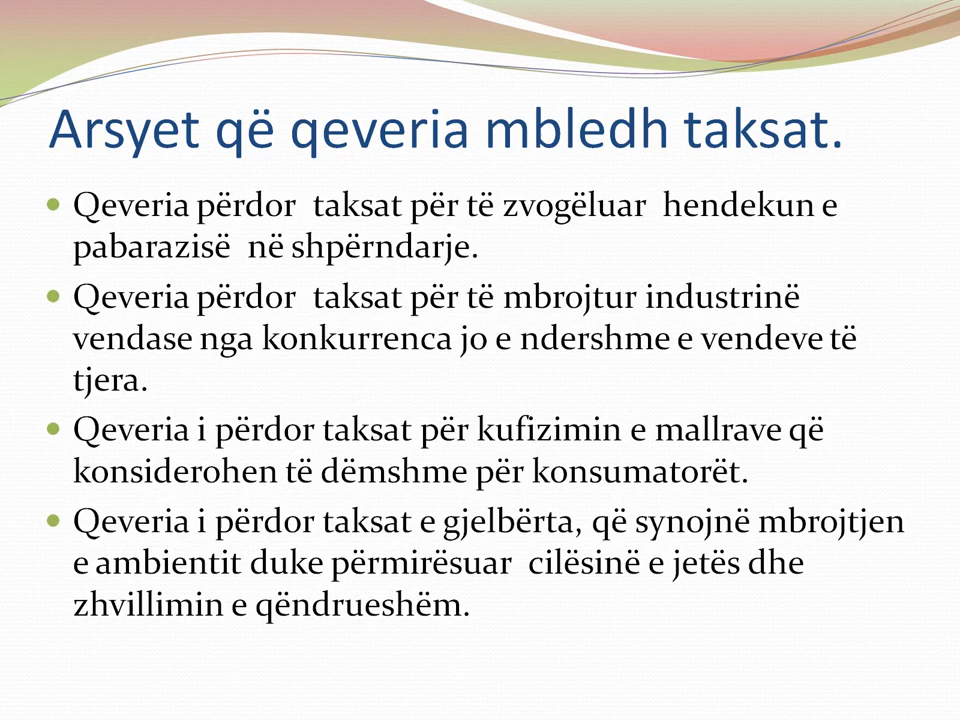 Arsyet që qeveria mbledh taksat.
Qeveria përdor taksat për të zvogëluar hendekun e
pabarazisë në shpërndarje.
Qeveria përdor taksat për të mbrojtur industrinë
vendase nga konkurrenca jo e ndershme e vendeve të
tjera.
Qeveria i përdor taksat për kufizimin e mallrave që
konsiderohen të dëmshme për konsumatorët.
Qeveria i përdor taksat e gjelbërta, që synojnë mbrojtjen
e ambientit duke përmirësuar cilësinë e jetës dhe
zhvillimin e qëndrueshëm.